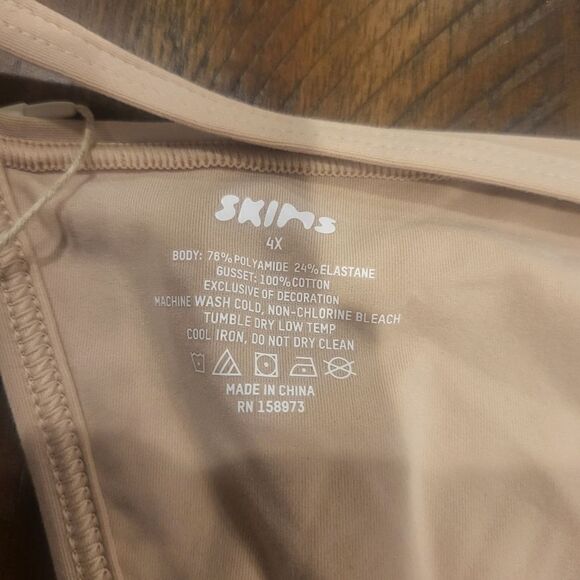 SKIMS
4X
BODY: 76% POLYAMIDE 24% ELASTANE
GUSSET: 100% COTTON
EXCLUSIVE OF DECORATION
MACHINE WASH COLD, NON-CHLORINE BLEACH
TUMBLE DRY LOW TEMP
COOL IRON, DO NOT DRY CLEAN
MADE IN CHINA
RN 158973